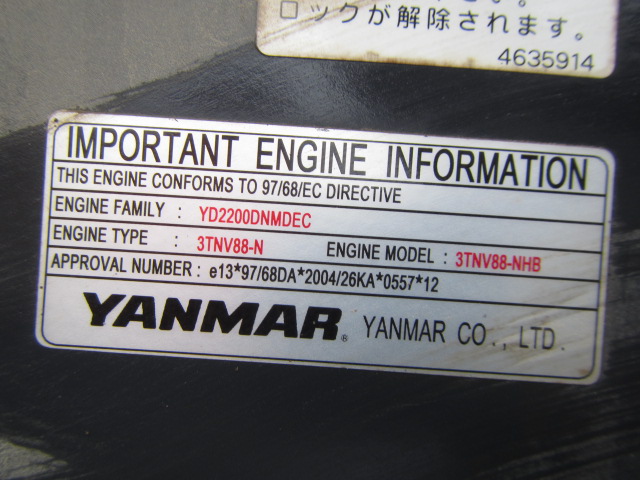 ロックが解除されます。
4635914
IMPORTANT ENGINE INFORMATION
THIS ENGINE CONFORMS TO 97/68/EC DIRECTIVE
ENGINE FAMILY : YD2200DNMDEC
ENGINE TYPE : 3TNV88-N ENGINE MODEL : 3TNV88-NHB
APPROVAL NUMBER : e13*97/68DA*2004/26KA*0557*12
YANMAR® YANMAR CO., LTD.